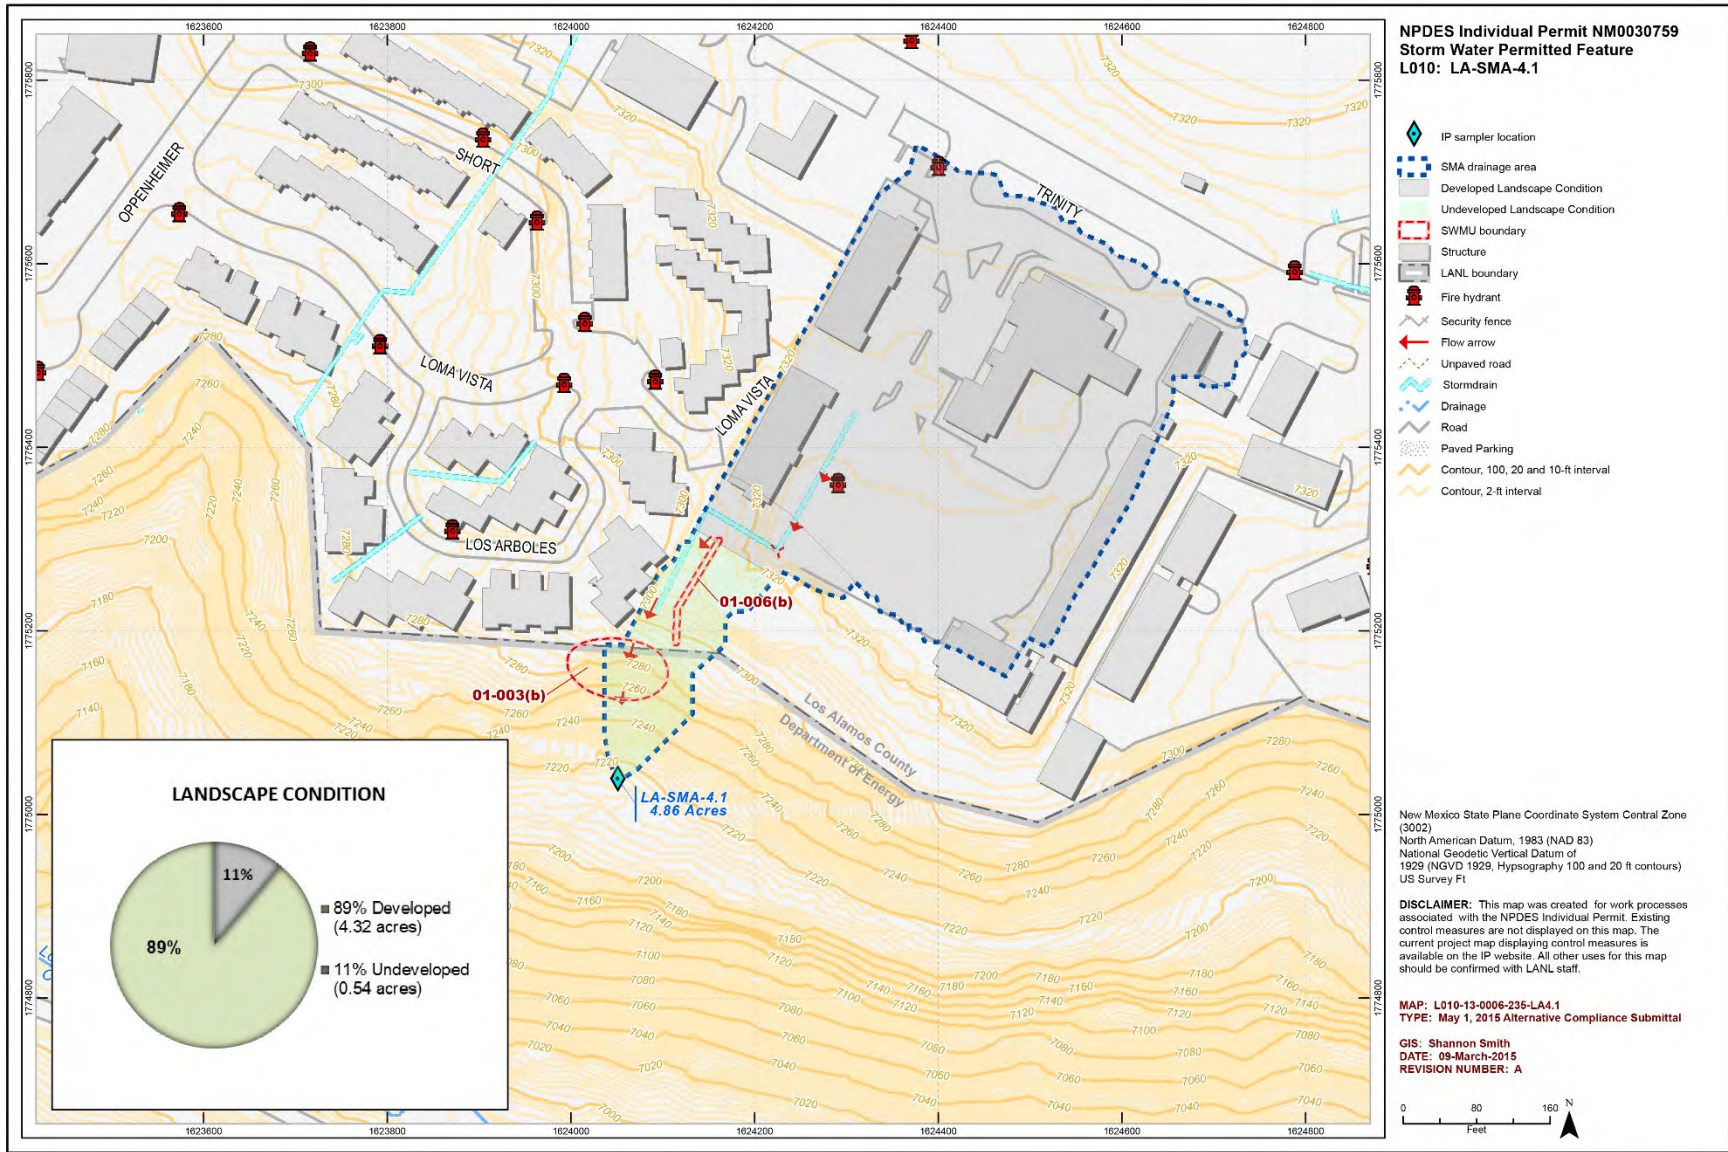 NPDES Individual Permit NM0030759
Storm Water Permitted Feature
L010: LA-SMA-4.1
IP sampler location
SMA drainage area
Developed Landscape Condition
Undeveloped Landscape Condition
SWMU boundary
Structure
LANL boundary
Fire hydrant
Security fence
Flow arrow
Unpaved road
Stormdrain
Drainage
Road
Paved Parking
Contour, 100, 20 and 10-ft interval
Contour, 2-ft interval
1623600 1623800 1624000 1624200 1624400 1624600 1624800
1775800
1775600
1775400
1775200
1775000
1774800
OPPENHEIMER
SHORT
TRINITY
LOMA VISTA
LOMA VISTA
LOS ARBOLES
01-006(b)
01-003(b)
Los Alamos County
Department of Energy
LA-SMA-4.1
4.86 Acres
LANDSCAPE CONDITION
11%
89%
89% Developed
(4.32 acres)
11% Undeveloped
(0.54 acres)
1623600 1623800 1624000 1624200 1624400 1624600 1624800
New Mexico State Plane Coordinate System Central Zone
(3002)
North American Datum, 1983 (NAD 83)
National Geodetic Vertical Datum of
1929 (NGVD 1929, Hypsography 100 and 20 ft contours)
US Survey Ft
DISCLAIMER: This map was created for work processes
associated with the NPDES Individual Permit. Existing
control measures are not displayed on this map. The
current project map displaying control measures is
available on the IP website. All other uses for this map
should be confirmed with LANL staff.
MAP: L010-13-0006-235-LA4.1
TYPE: May 1, 2015 Alternative Compliance Submittal
GIS: Shannon Smith
DATE: 09-March-2015
REVISION NUMBER: A
0 80 160
Feet
N